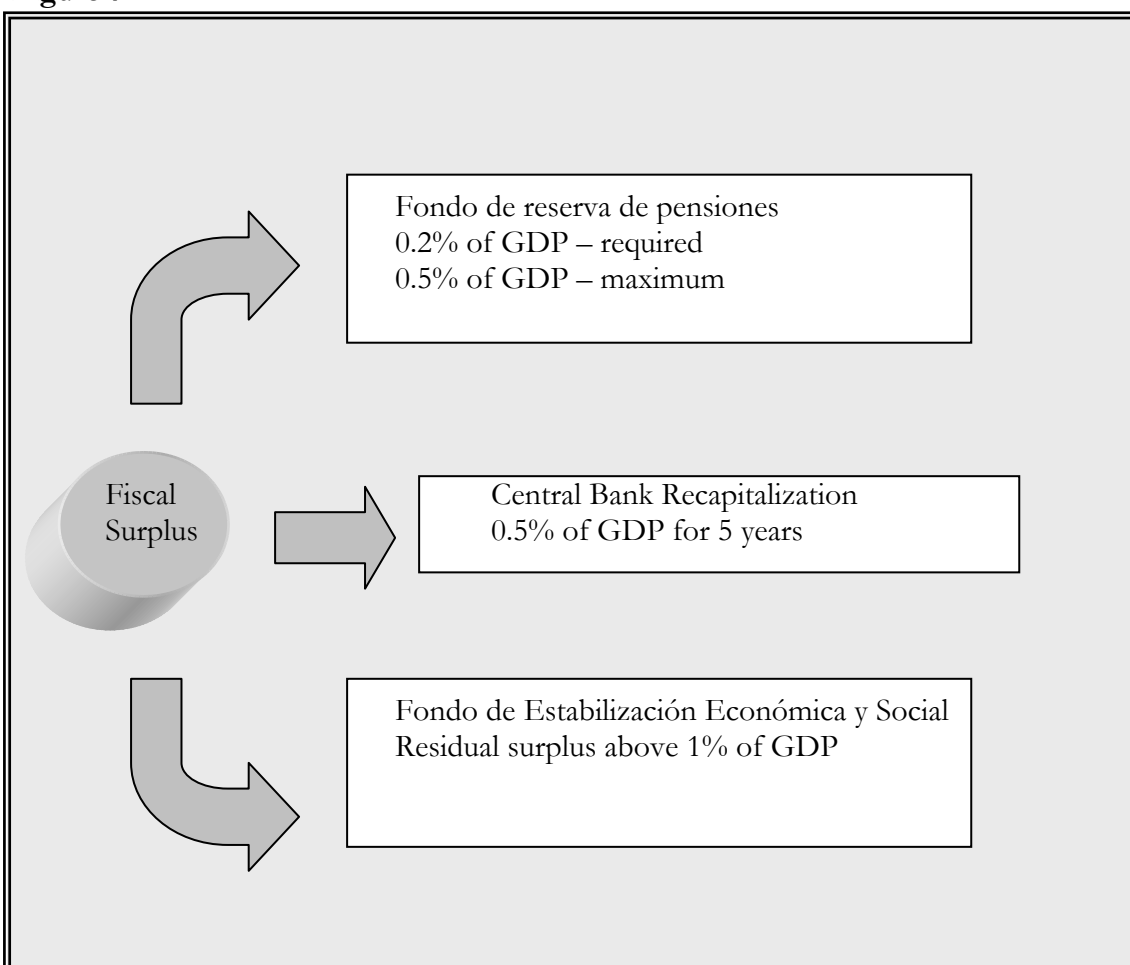 Fondo de reserva de pensiones
0.2% of GDP – required
0.5% of GDP – maximum
Fiscal
Surplus
Central Bank Recapitalization
0.5% of GDP for 5 years
Fondo de Estabilización Económica y Social
Residual surplus above 1% of GDP